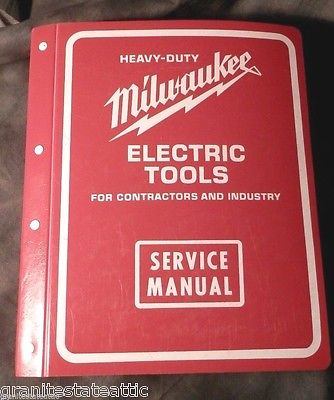 HEAVY-DUTY
Milwaukee
ELECTRIC
TOOLS
FOR CONTRACTORS AND INDUSTRY
SERVICE
MANUAL
granitestateattic